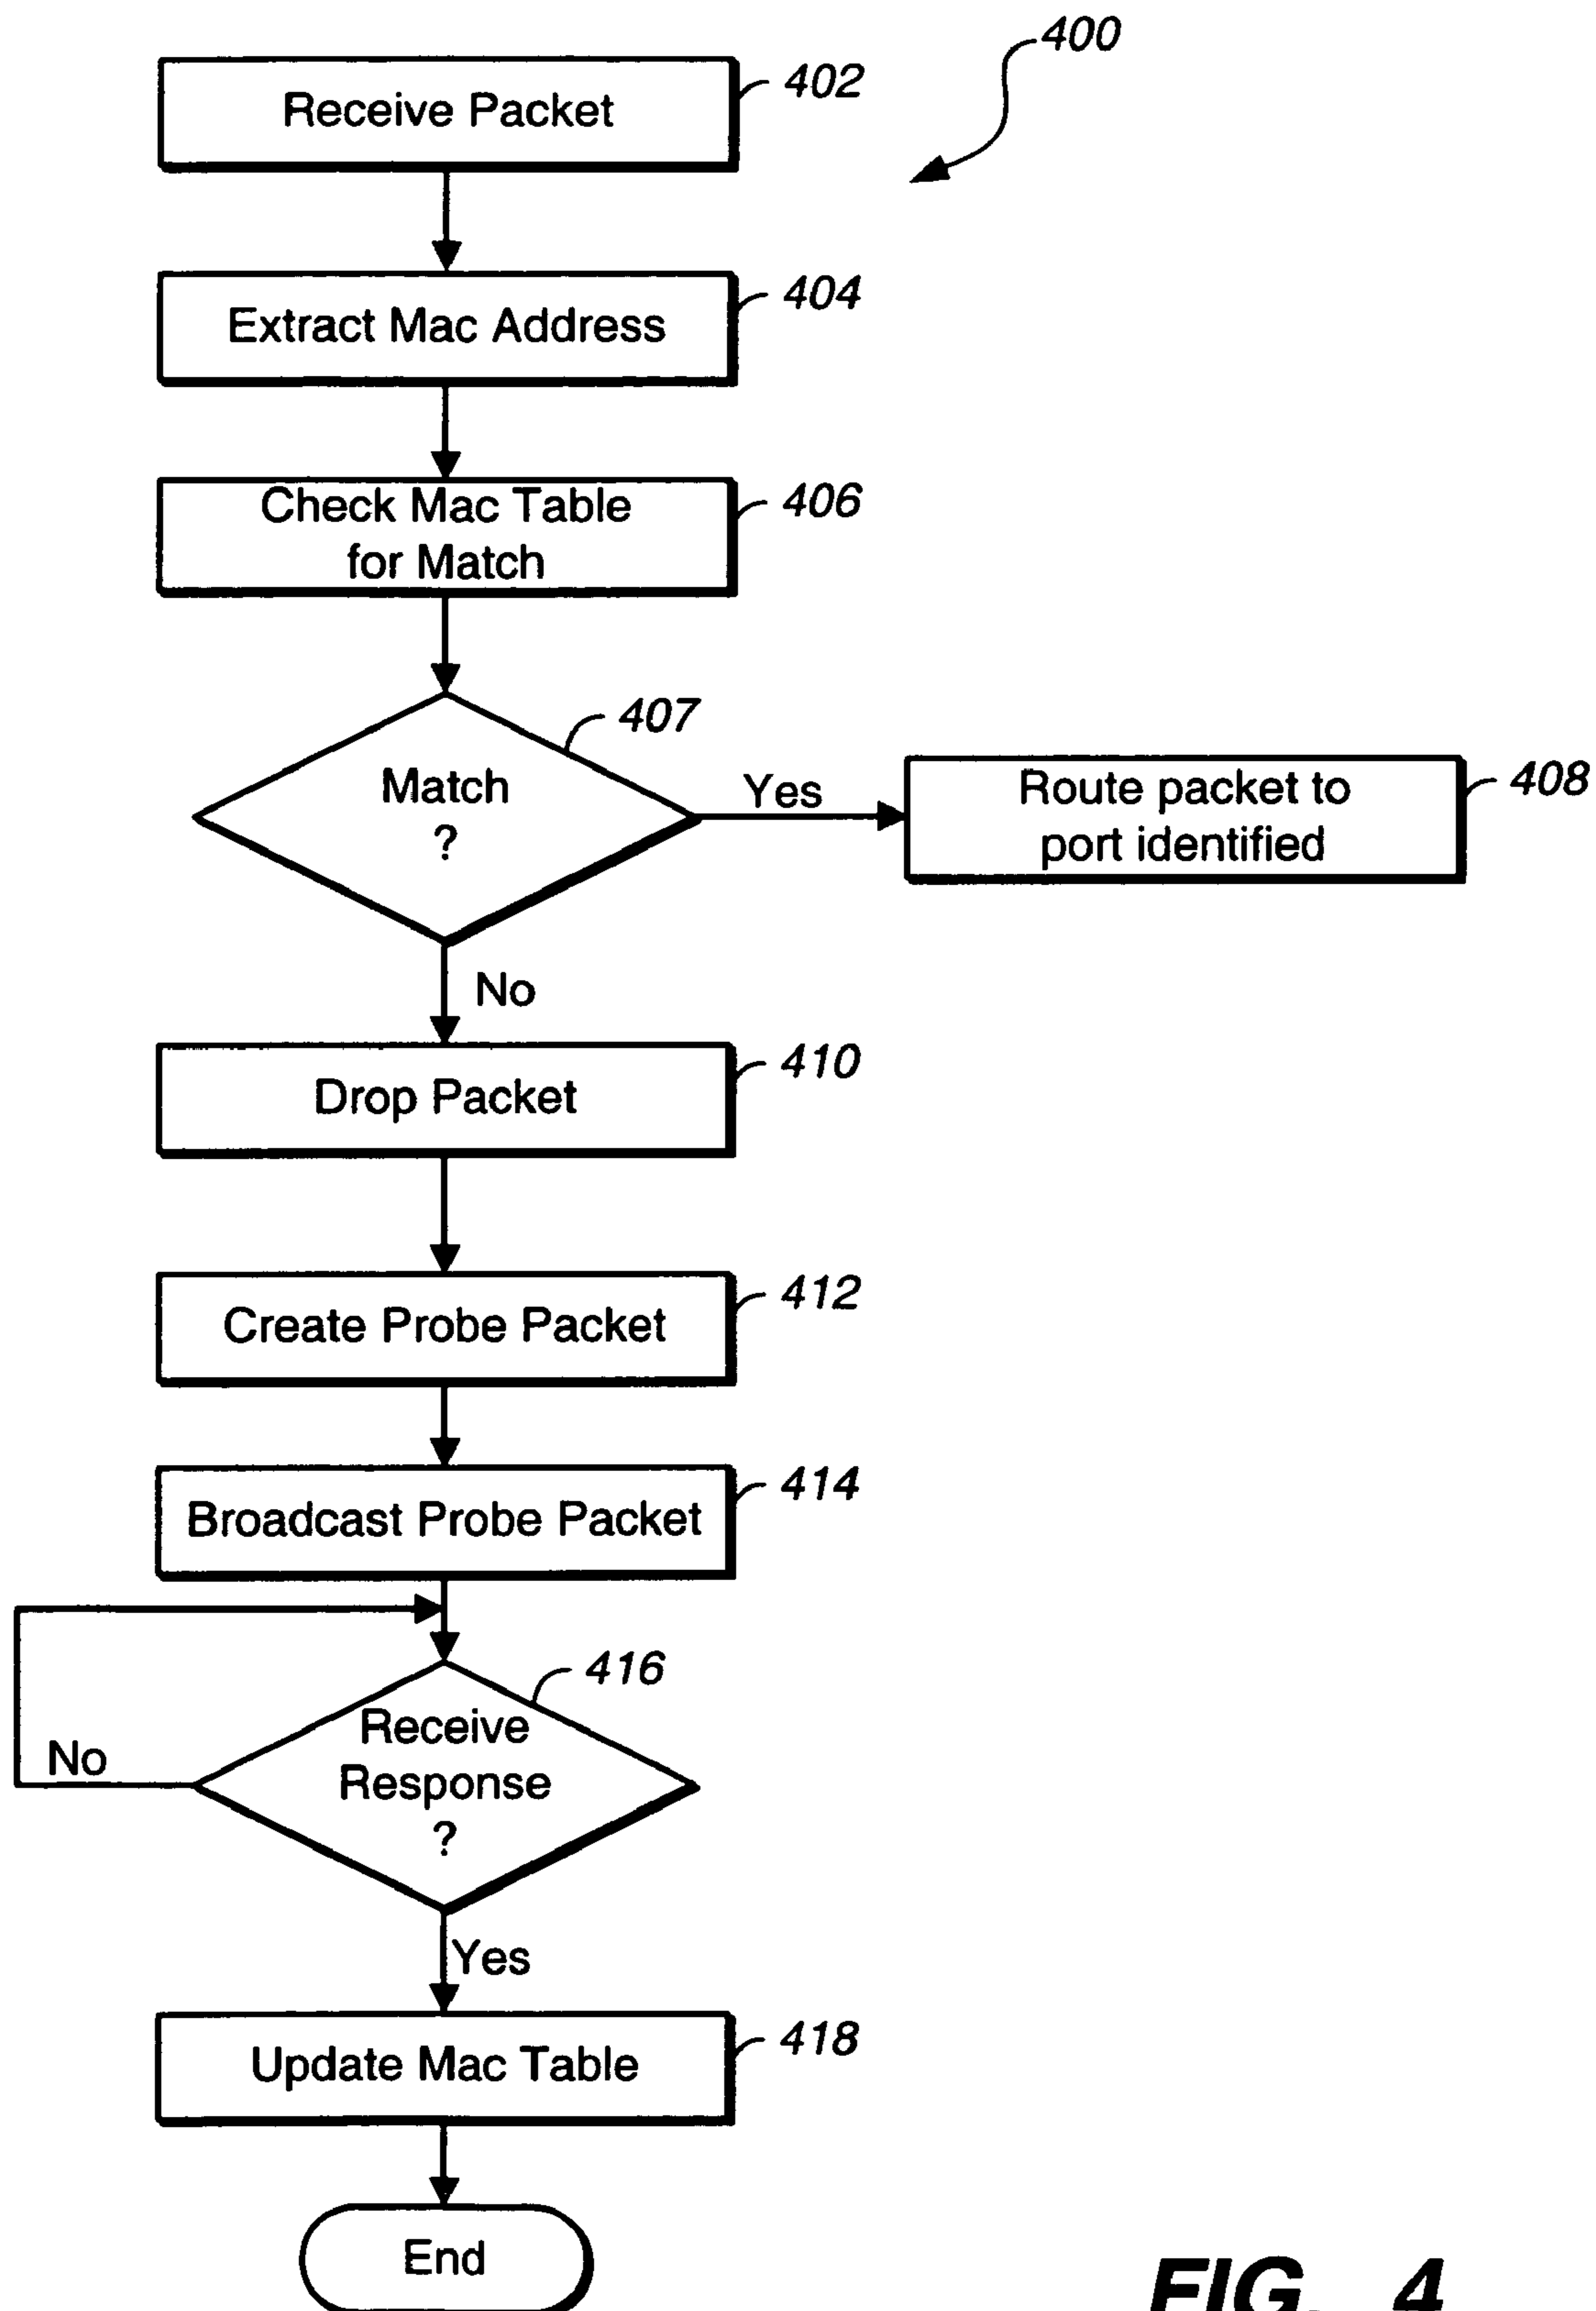 400
402
Receive Packet
404
Extract Mac Address
406
Check Mac Table
for Match
407
Match
?
Yes
408
Route packet to
port identified
No
410
Drop Packet
412
Create Probe Packet
414
Broadcast Probe Packet
416
Receive
Response
?
No
Yes
418
Update Mac Table
End
FIG._4